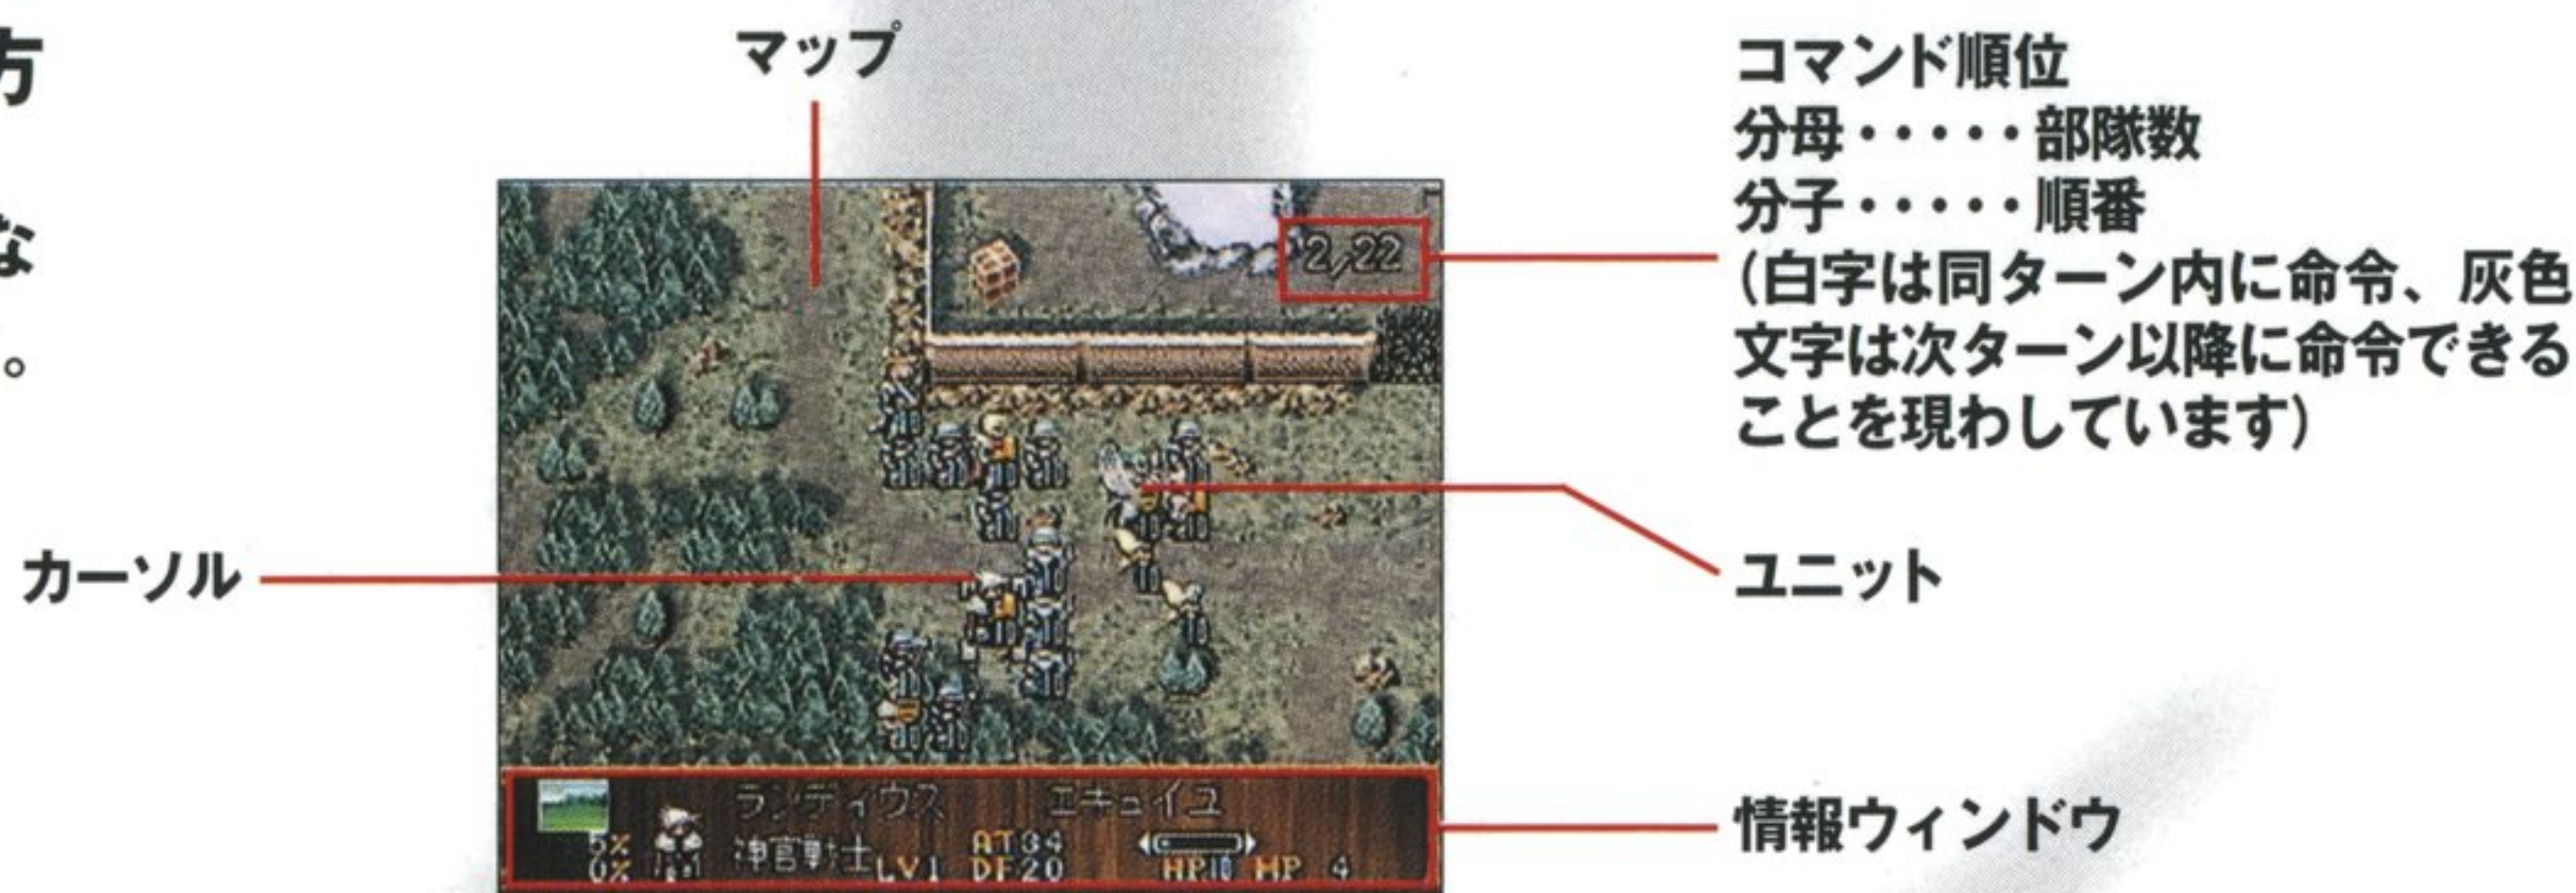 方
な
。
マップ
コマンド順位
分母・・・・・部隊数
分子・・・・・順番
(白字は同ターン内に命令、灰色
文字は次ターン以降に命令できる
ことを現わしています)
2/22
カーソル
ユニット
情報ウィンドウ
ランディウス エキュイユ
5% 神官戦士 LV1 AT34
0% DF20 HP10 MP 4